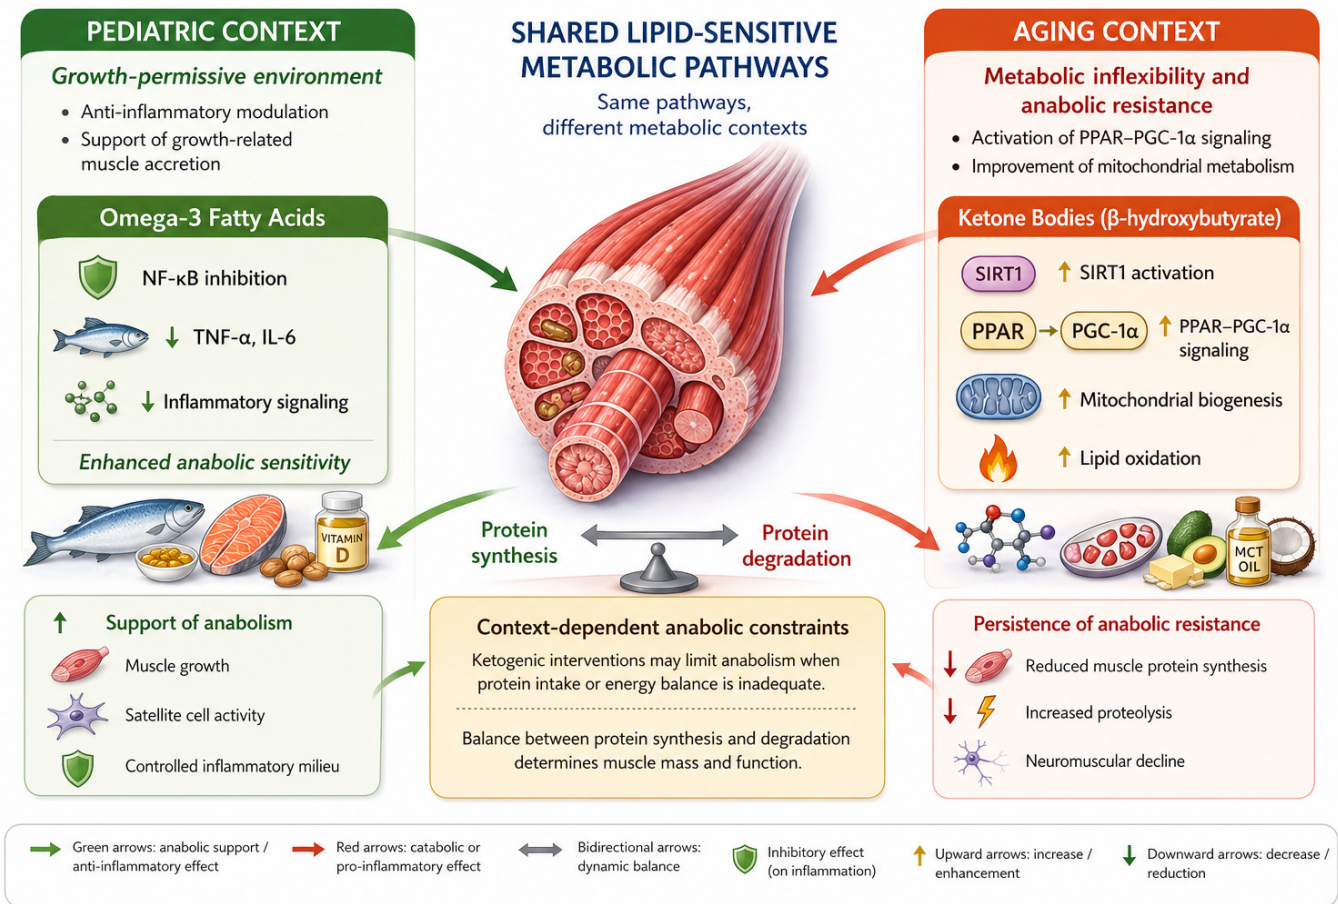 PEDIATRIC CONTEXT
Growth-permissive environment
• Anti-inflammatory modulation
• Support of growth-related
muscle accretion
Omega-3 Fatty Acids
NF-κB inhibition
↓ TNF-α, IL-6
↓ Inflammatory signaling
Enhanced anabolic sensitivity
VITAMIN
D
↑ Support of anabolism
Muscle growth
Satellite cell activity
Controlled inflammatory milieu
SHARED LIPID-SENSITIVE
METABOLIC PATHWAYS
Same pathways,
different metabolic contexts
Protein
synthesis
Protein
degradation
Context-dependent anabolic constraints
Ketogenic interventions may limit anabolism when
protein intake or energy balance is inadequate.
Balance between protein synthesis and degradation
determines muscle mass and function.
AGING CONTEXT
Metabolic inflexibility and
anabolic resistance
• Activation of PPAR–PGC-1α signaling
• Improvement of mitochondrial metabolism
Ketone Bodies (β-hydroxybutyrate)
SIRT1 ↑ SIRT1 activation
PPAR → PGC-1α ↑ PPAR–PGC-1α
signaling
↑ Mitochondrial biogenesis
↑ Lipid oxidation
MCT
OIL
Persistence of anabolic resistance
↓ Reduced muscle protein synthesis
↓ Increased proteolysis
Neuromuscular decline
Green arrows: anabolic support /
anti-inflammatory effect
Red arrows: catabolic or
pro-inflammatory effect
Bidirectional arrows:
dynamic balance
Inhibitory effect
(on inflammation)
Upward arrows: increase /
enhancement
Downward arrows: decrease /
reduction